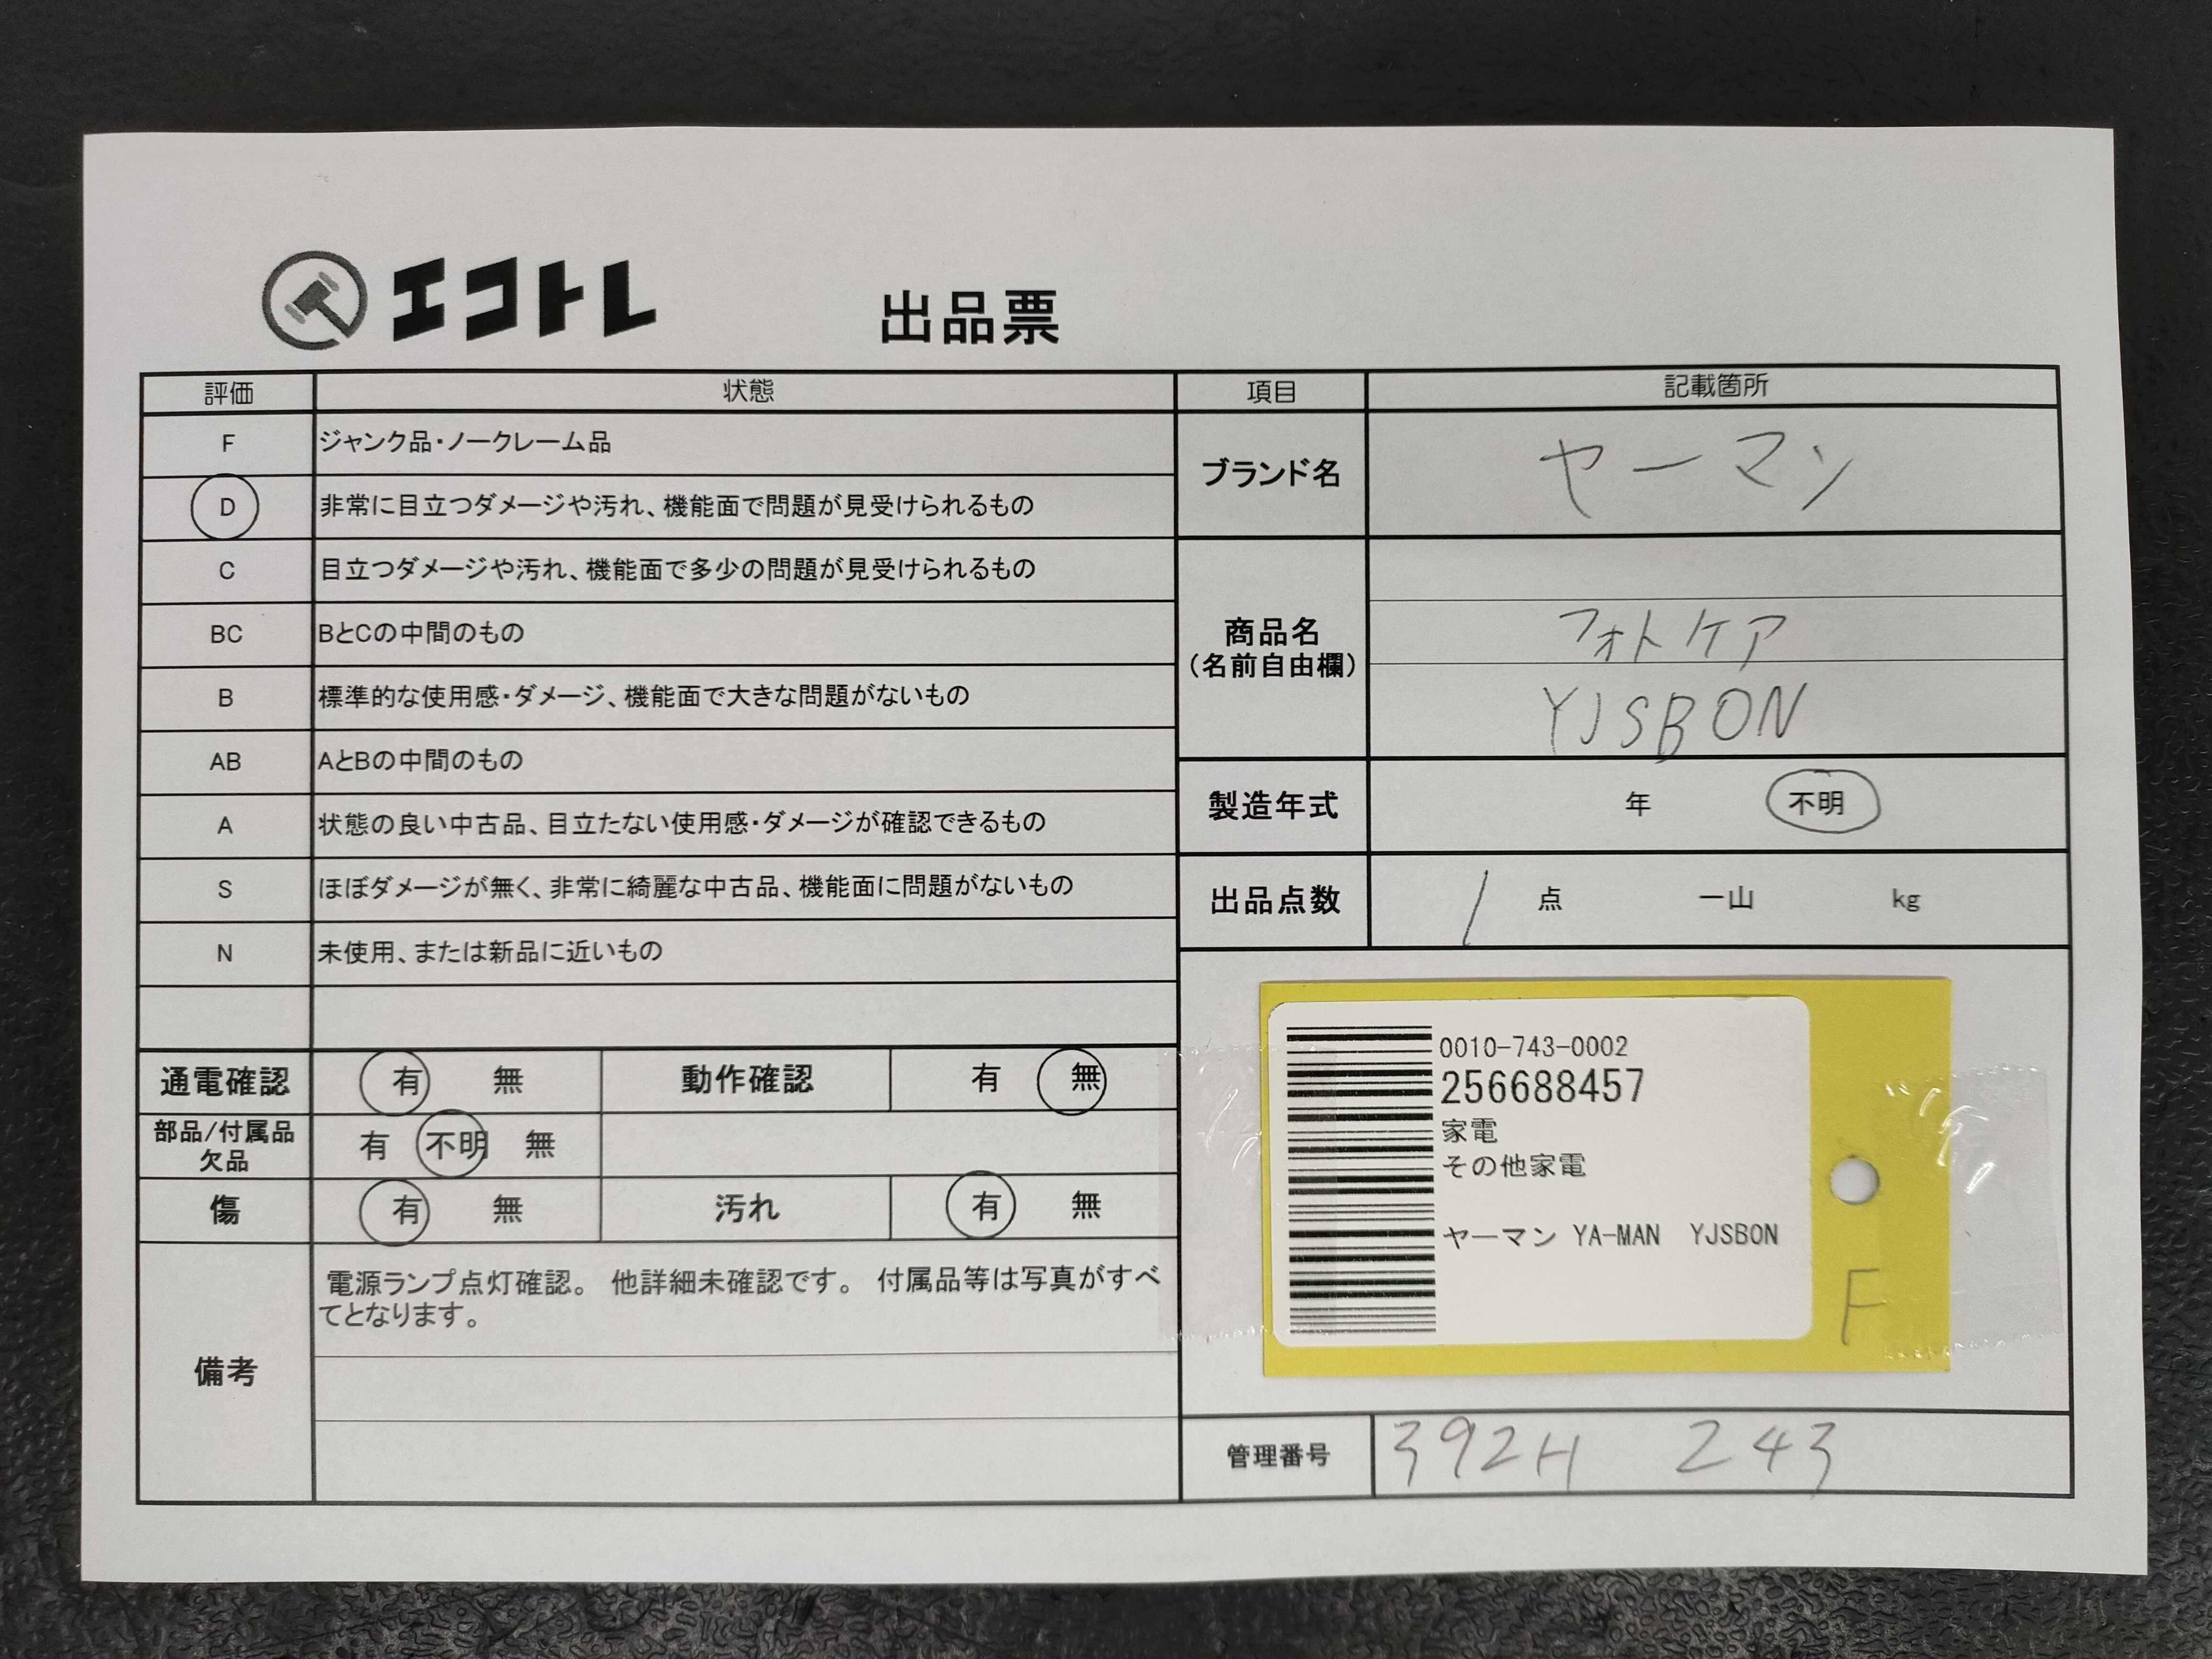 エコトレ
出品票
評価 状態
F ジャンク品・ノークレーム品
D 非常に目立つダメージや汚れ、機能面で問題が見受けられるもの
C 目立つダメージや汚れ、機能面で多少の問題が見受けられるもの
BC BとCの中間のもの
B 標準的な使用感・ダメージ、機能面で大きな問題がないもの
AB AとBの中間のもの
A 状態の良い中古品、目立たない使用感・ダメージが確認できるもの
S ほぼダメージが無く、非常に綺麗な中古品、機能面に問題がないもの
N 未使用、または新品に近いもの
通電確認 有 無 動作確認 有 無
部品/付属品
欠品
有 不明 無
傷 有 無 汚れ 有 無
備考
電源ランプ点灯確認。 他詳細未確認です。 付属品等は写真がすべ
てとなります。
項目 記載箇所
ブランド名 ヤーマン
商品名
(名前自由欄)
フォトケア
YJSBON
製造年式 年 不明
出品点数 1 点 一山 kg
0010-743-0002
256688457
家電
その他家電
ヤーマン YA-MAN YJSBON
F
管理番号 392H 243